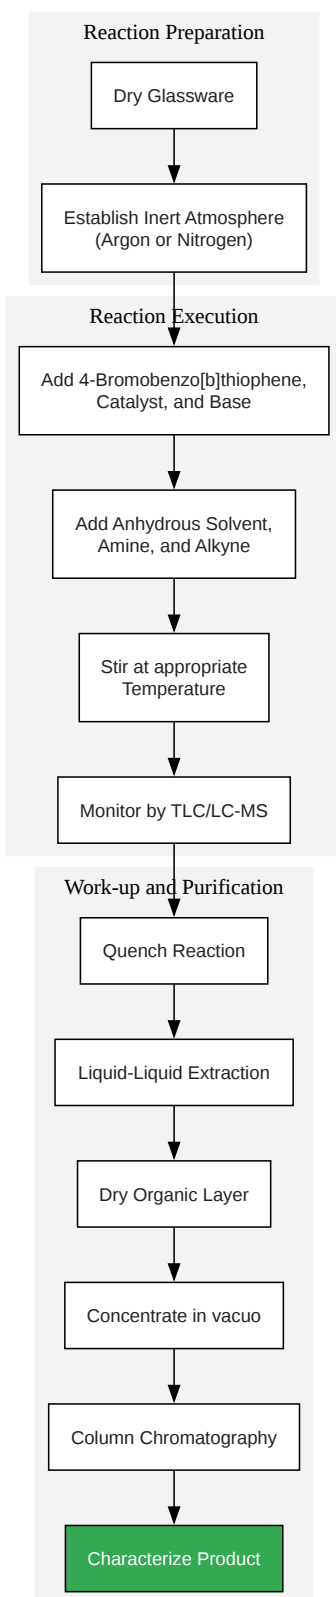 Reaction Preparation
Dry Glassware
Establish Inert Atmosphere
(Argon or Nitrogen)
Reaction Execution
Add 4-Bromobenzo[b]thiophene,
Catalyst, and Base
Add Anhydrous Solvent,
Amine, and Alkyne
Stir at appropriate
Temperature
Monitor by TLC/LC-MS
Work-up and Purification
Quench Reaction
Liquid-Liquid Extraction
Dry Organic Layer
Concentrate in vacuo
Column Chromatography
Characterize Product